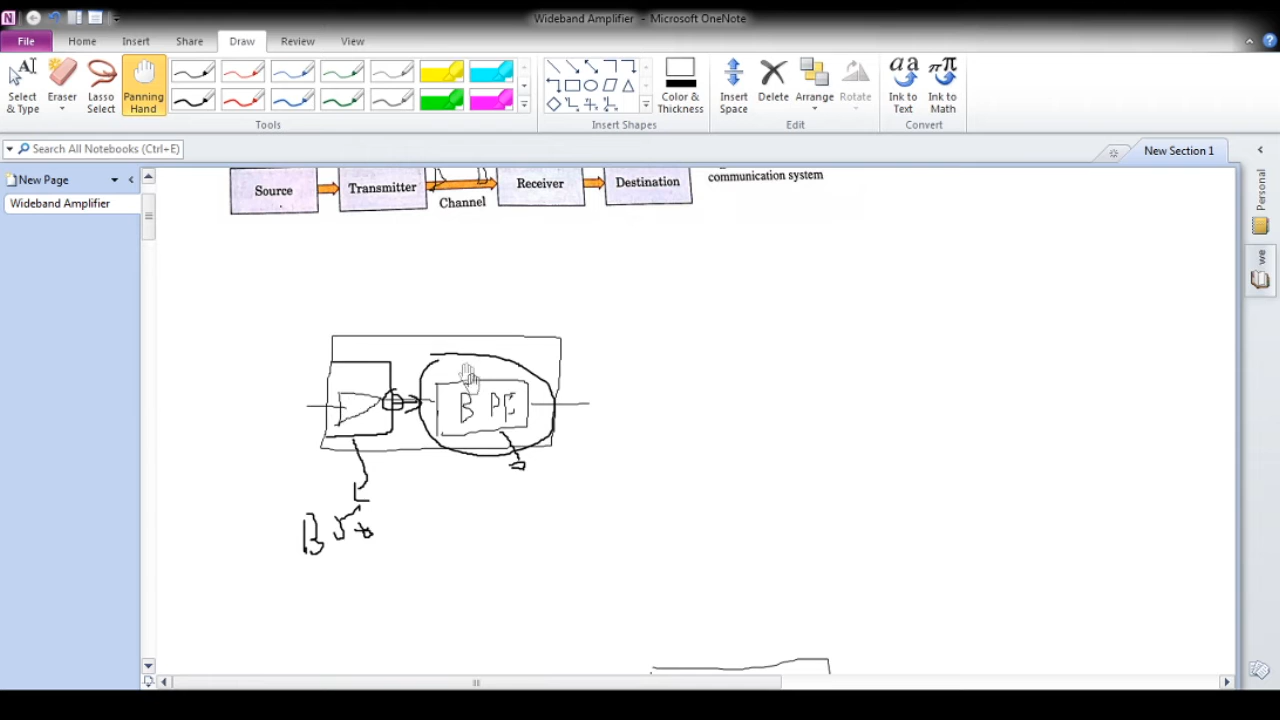 Wideband Amplifier - Microsoft OneNote
File Home Insert Share Draw Review View
Select & Type
Eraser
Lasso Select
Panning Hand
Color & Thickness
Insert Space
Delete
Arrange
Rotate
Ink to Text
Ink to Math
Tools
Insert Shapes
Edit
Convert
Search All Notebooks (Ctrl+E)
New Section 1
New Page
Wideband Amplifier
Personal
we
Source
Transmitter
Channel
Receiver
Destination
communication system